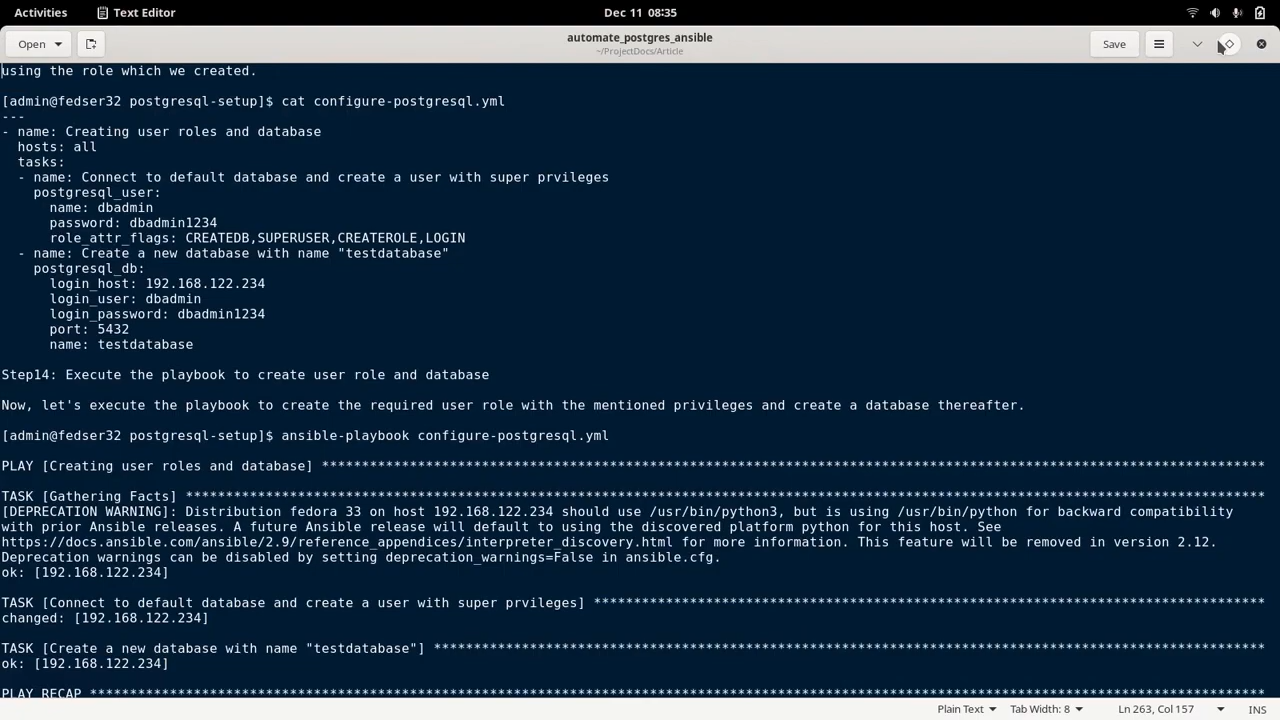 Activities Text Editor Dec 11 08:35
Open automate_postgres_ansible Save
~/ProjectDocs/Article
using the role which we created.
[admin@fedser32 postgresql-setup]$ cat configure-postgresql.yml
---
- name: Creating user roles and database
  hosts: all
  tasks:
  - name: Connect to default database and create a user with super prvileges
    postgresql_user:
      name: dbadmin
      password: dbadmin1234
      role_attr_flags: CREATEDB,SUPERUSER,CREATEROLE,LOGIN
  - name: Create a new database with name "testdatabase"
    postgresql_db:
      login_host: 192.168.122.234
      login_user: dbadmin
      login_password: dbadmin1234
      port: 5432
      name: testdatabase
Step14: Execute the playbook to create user role and database
Now, let's execute the playbook to create the required user role with the mentioned privileges and create a database thereafter.
[admin@fedser32 postgresql-setup]$ ansible-playbook configure-postgresql.yml
PLAY [Creating user roles and database] **********************************************************************************************************************
TASK [Gathering Facts] ***************************************************************************************************************************************
[DEPRECATION WARNING]: Distribution fedora 33 on host 192.168.122.234 should use /usr/bin/python3, but is using /usr/bin/python for backward compatibility
with prior Ansible releases. A future Ansible release will default to using the discovered platform python for this host. See
https://docs.ansible.com/ansible/2.9/reference_appendices/interpreter_discovery.html for more information. This feature will be removed in version 2.12.
Deprecation warnings can be disabled by setting deprecation_warnings=False in ansible.cfg.
ok: [192.168.122.234]
TASK [Connect to default database and create a user with super prvileges] ************************************************************************************
changed: [192.168.122.234]
TASK [Create a new database with name "testdatabase"] ********************************************************************************************************
ok: [192.168.122.234]
PLAY RECAP ***************************************************************************************************************************************************
Plain Text Tab Width: 8 Ln 263, Col 157 INS